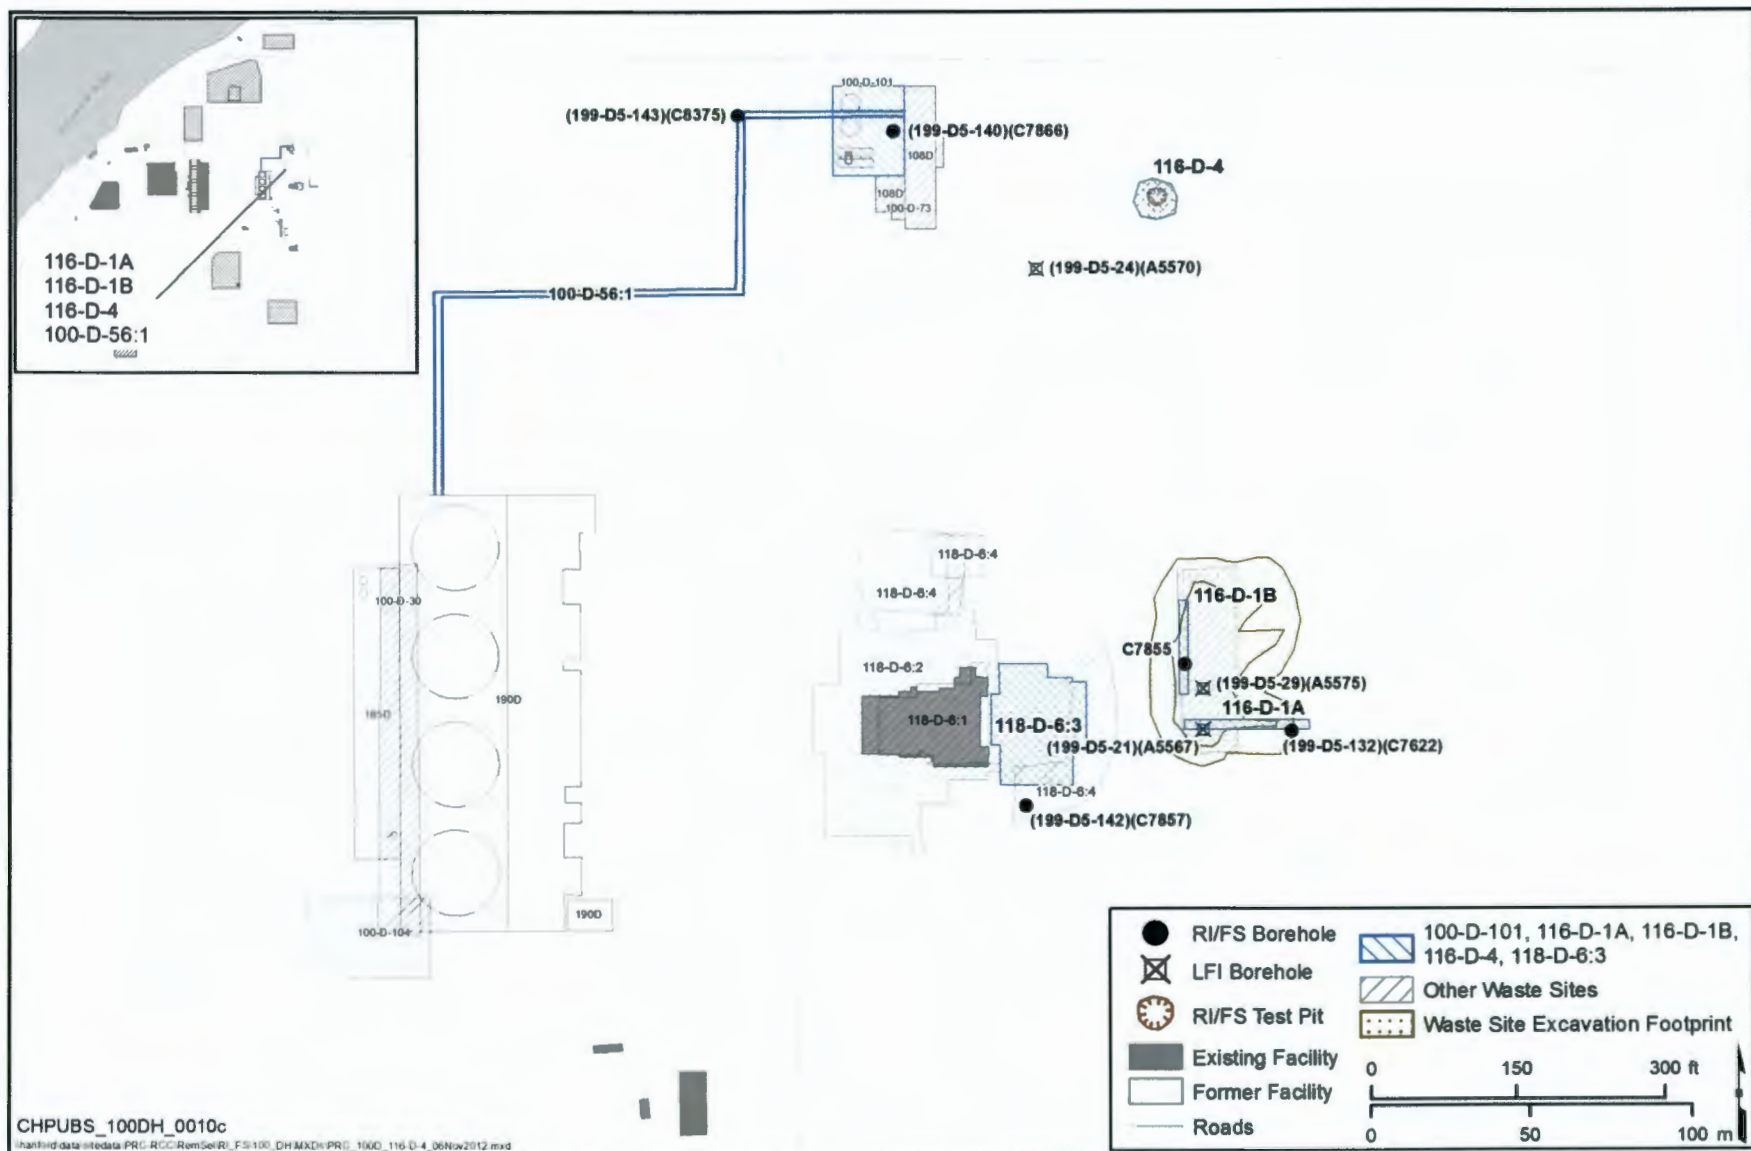 116-D-1A
116-D-1B
116-D-4
100-D-56:1
100-D-101
(199-D5-143)(C8375)
(199-D5-140)(C7866)
108D
108D
100-D-73
116-D-4
(199-D5-24)(A5570)
100-D-56:1
118-D-6:4
118-D-6:4
100-D-30
116-D-1B
C7855
118-D-6:2
(199-D5-29)(A5575)
190D
185D
116-D-1A
118-D-6:1
118-D-6:3
(199-D5-21)(A5567)
(199-D5-132)(C7622)
118-D-6:4
(199-D5-142)(C7857)
190D
100-D-104
RI/FS Borehole
LFI Borehole
RI/FS Test Pit
Existing Facility
Former Facility
Roads
100-D-101, 116-D-1A, 116-D-1B,
116-D-4, 118-D-6:3
Other Waste Sites
Waste Site Excavation Footprint
0 150 300 ft
0 50 100 m
CHPUBS_100DH_0010c